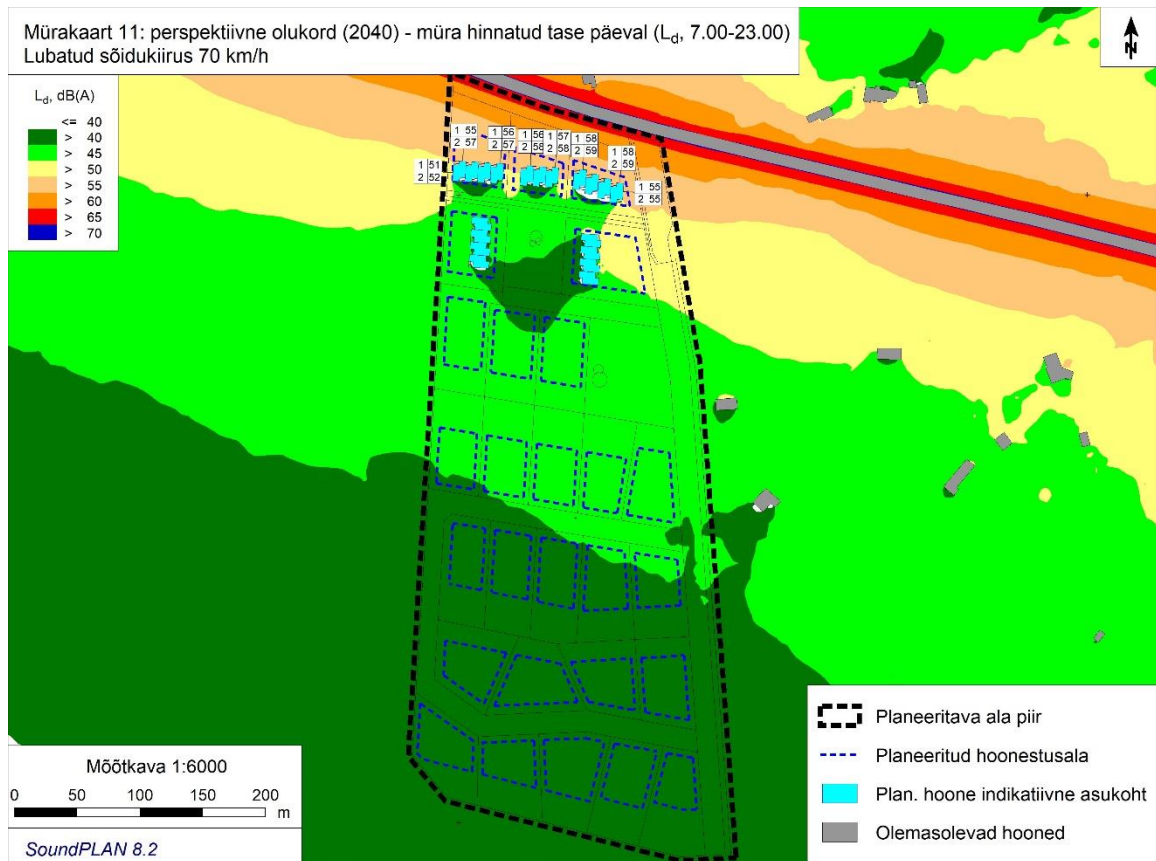 Mürakaart 11: perspektiivne olukord (2040) - müra hinnatud tase päeval (Ld, 7.00-23.00)
Lubatud sõidukiirus 70 km/h
N
Ld, dB(A)
<= 40
> 40
> 45
> 50
> 55
> 60
> 65
> 70
1 55
2 57
1 56
2 57
1 56
2 58
1 57
2 58
1 58
2 59
1 58
2 59
1 51
2 52
1 55
2 55
Planeeritava ala piir
Planeeritud hoonestusala
Plan. hoone indikatiivne asukoht
Olemasolevad hooned
Mõõtkava 1:6000
0 50 100 150 200
m
SoundPLAN 8.2